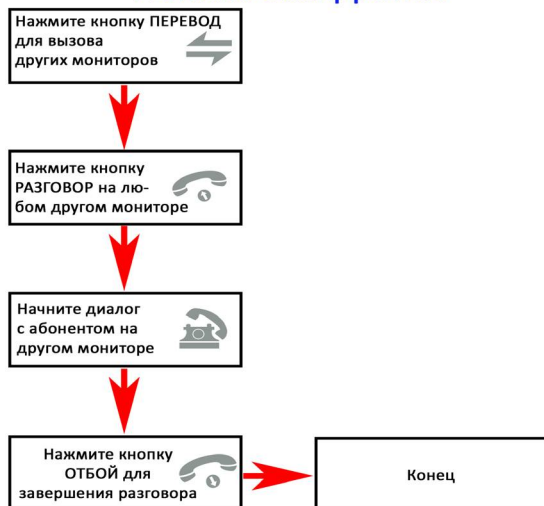 Нажмите кнопку ПЕРЕВОД
для вызова
других мониторов
Нажмите кнопку
РАЗГОВОР на лю-
бом другом мониторе
Начните диалог
с абонентом на
другом мониторе
Нажмите кнопку
ОТБОЙ для
завершения разговора
Конец